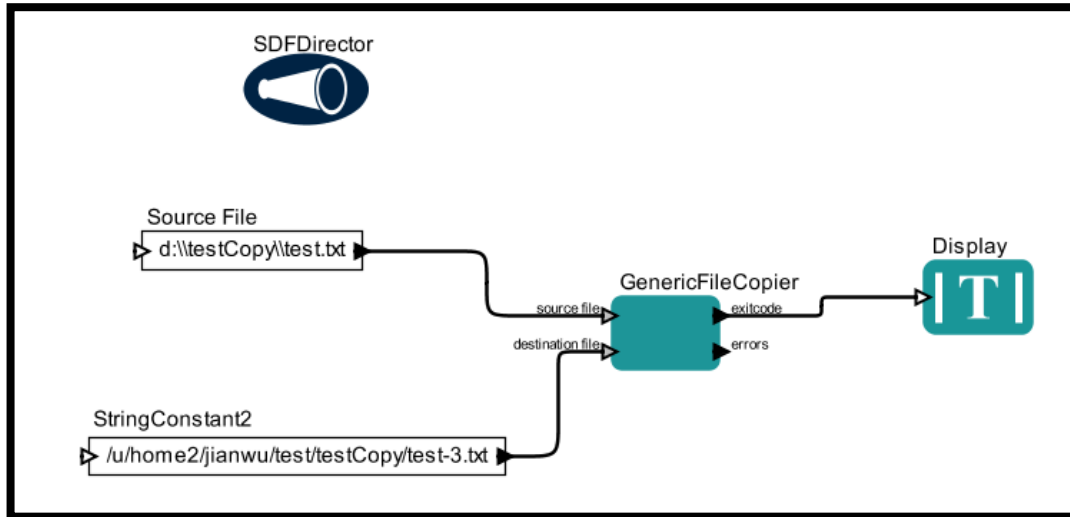 SDFDirector
Source File
d:\\testCopy\\test.txt
Display
GenericFileCopier
T
source file
exitcode
destination file
errors
StringConstant2
/u/home2/jianwu/test/testCopy/test-3.txt